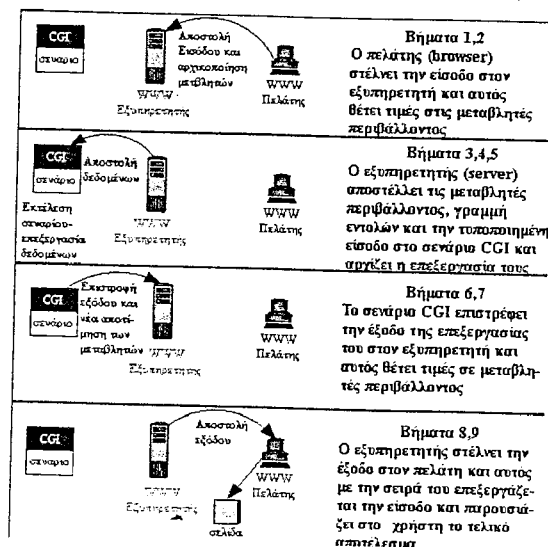 CGI
σενάριο
Αποστολή
Εισόδου και
αρχικοποίηση
μεταβλητών
WWW
Εξυπηρετητής
WWW
Πελάτης
Βήματα 1,2
Ο πελάτης (browser)
στέλνει την είσοδο στον
εξυπηρετητή και αυτός
θέτει τιμές στις μεταβλητές
περιβάλλοντος
CGI
σενάριο
Αποστολή
δεδομένων
Εκτέλεση
σεναρίου-
επεξεργασία
δεδομένων
WWW
Εξυπηρετητής
WWW
Πελάτης
Βήματα 3,4,5
Ο εξυπηρετητής (server)
αποστέλλει τις μεταβλητές
περιβάλλοντος, γραμμή
εντολών και την τυποποιημένη
είσοδο στο σενάριο CGI και
αρχίζει η επεξεργασία τους
CGI
σενάριο
Επιστροφή
εξόδου και
νέα αποτί-
μηση των
μεταβλητών
WWW
Εξυπηρετητής
WWW
Πελάτης
Βήματα 6,7
Το σενάριο CGI επιστρέφει
την έξοδο της επεξεργασίας
του στον εξυπηρετητή και
αυτός θέτει τιμές σε μεταβλη-
τές περιβάλλοντος
CGI
σενάριο
Αποστολή
εξόδου
WWW
Εξυπηρετητής
WWW
Πελάτης
σελίδα
Βήματα 8,9
Ο εξυπηρετητής στέλνει την
έξοδο στον πελάτη και αυτός
με την σειρά του επεξεργάζε-
ται την είσοδο και παρουσιά-
ζει στο χρήστη το τελικό
αποτέλεσμα